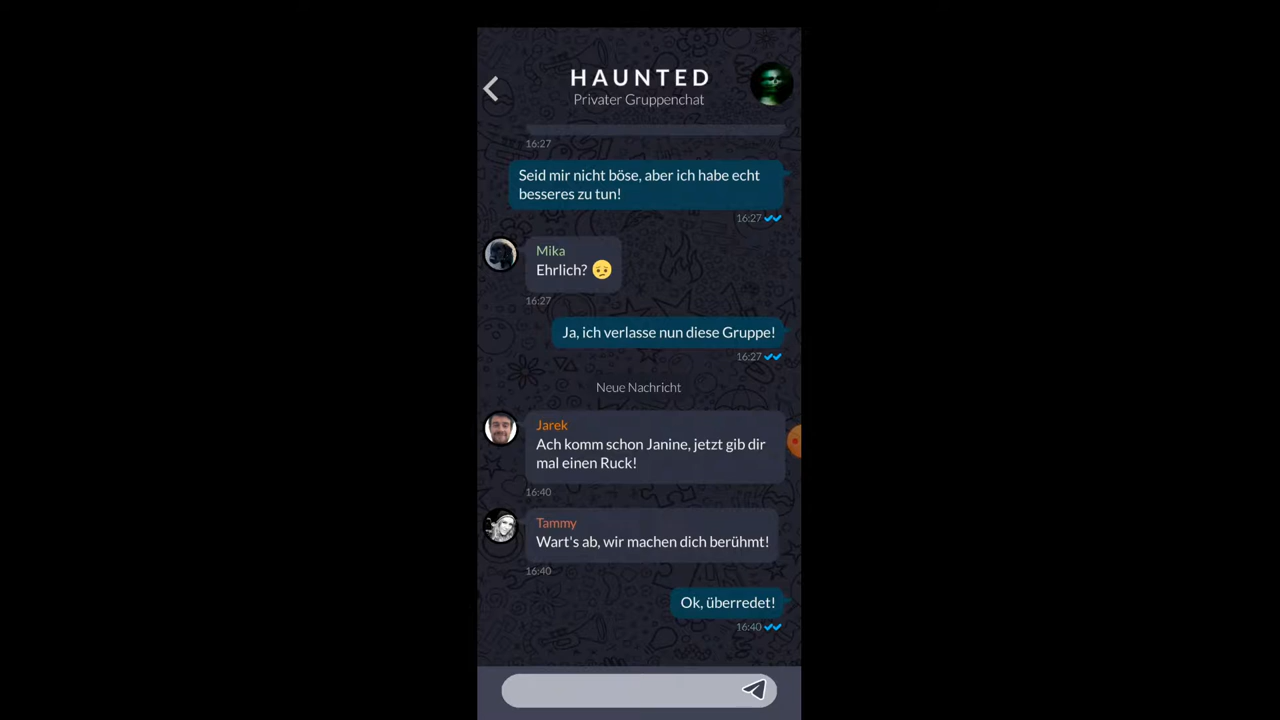 HAUNTED
Privater Gruppenchat
16:27
Seid mir nicht böse, aber ich habe echt
besseres zu tun!
16:27
Mika
Ehrlich? 😔
16:27
Ja, ich verlasse nun diese Gruppe!
16:27
Neue Nachricht
Jarek
Ach komm schon Janine, jetzt gib dir
mal einen Ruck!
16:40
Tammy
Wart's ab, wir machen dich berühmt!
16:40
Ok, überredet!
16:40